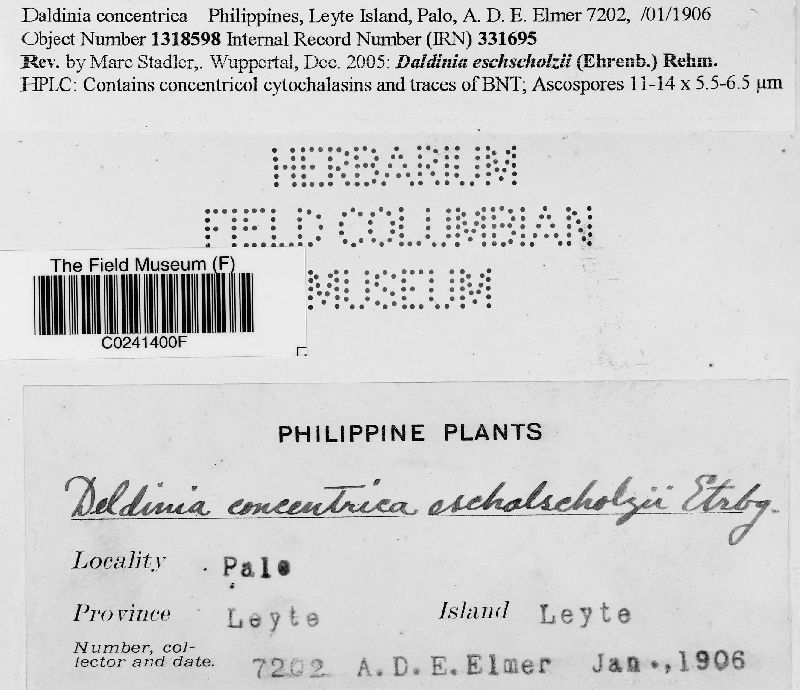 Daldinia concentrica Philippines, Leyte Island, Palo, A. D. E. Elmer 7202, /01/1906
Object Number 1318598 Internal Record Number (IRN) 331695
Rev. by Marc Stadler,. Wuppertal, Dec. 2005: Daldinia eschscholzii (Ehrenb.) Rehm.
HPLC: Contains concentricol cytochalasins and traces of BNT; Ascospores 11-14 x 5.5-6.5 µm
HERBARIUM
FIELD COLUMBIAN
MUSEUM
The Field Museum (F)
C0241400F
PHILIPPINE PLANTS
Deldinia concentrica eschalscholzii Etrbg.
Locality . Palo
Province Leyte Island Leyte
Number, col-
lector and date. 7202 A.D.E.Elmer Jan.,1906